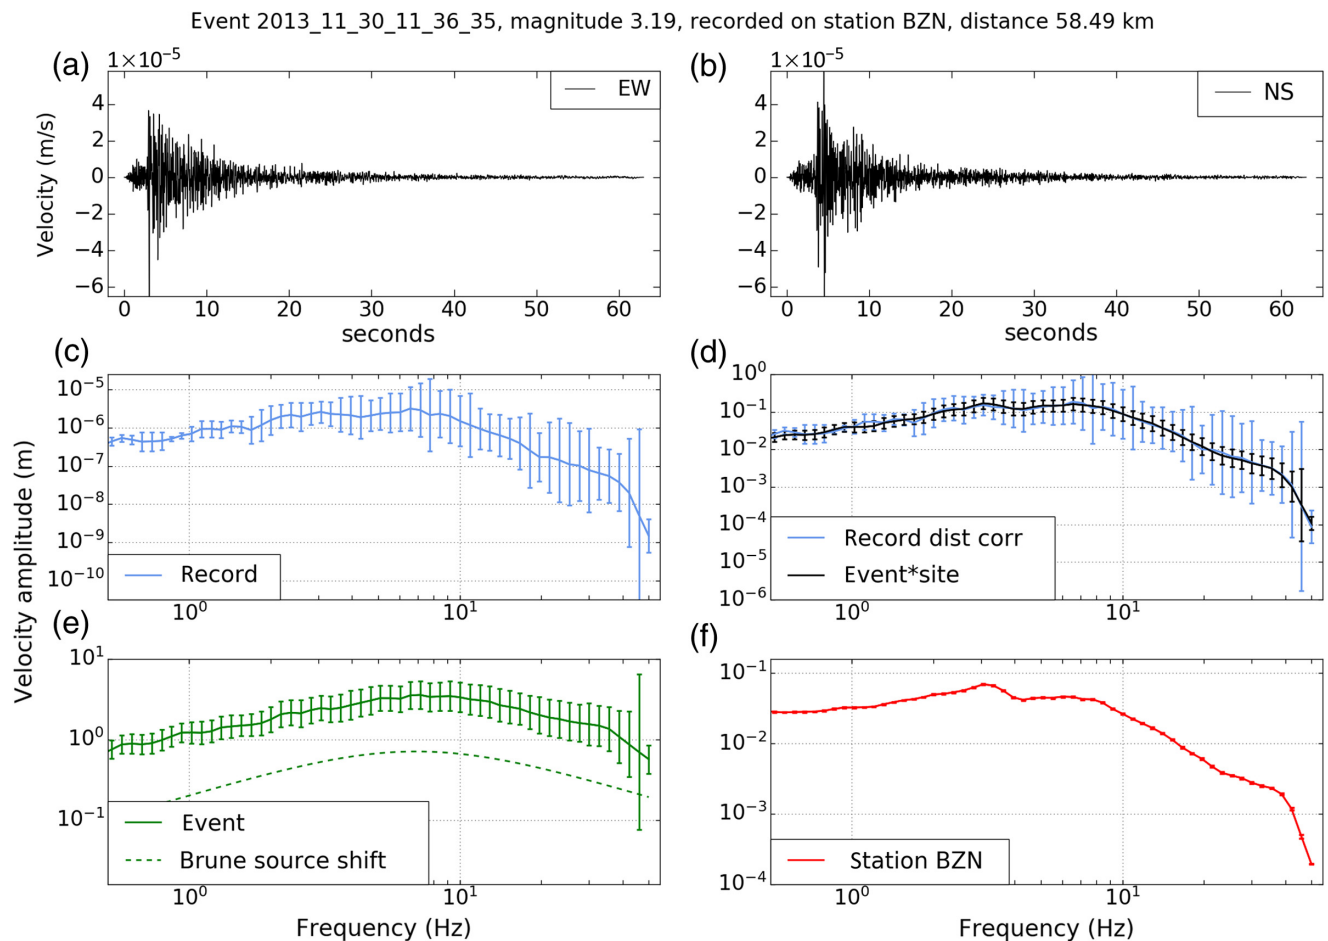 Event 2013_11_30_11_36_35, magnitude 3.19, recorded on station BZN, distance 58.49 km
(a)
1×10⁻⁵
EW
4
2
0
−2
−4
−6
Velocity (m/s)
0 10 20 30 40 50 60
seconds
(b)
1×10⁻⁵
NS
4
2
0
−2
−4
−6
0 10 20 30 40 50 60
seconds
(c)
10⁻⁵
10⁻⁶
10⁻⁷
10⁻⁸
10⁻⁹
10⁻¹⁰
Record
10⁰ 10¹
(d)
10⁰
10⁻¹
10⁻²
10⁻³
10⁻⁴
10⁻⁵
10⁻⁶
Record dist corr
Event*site
10⁰ 10¹
Velocity amplitude (m)
(e)
10¹
10⁰
10⁻¹
Event
Brune source shift
10⁰ 10¹
Frequency (Hz)
(f)
10⁻¹
10⁻²
10⁻³
10⁻⁴
Station BZN
10⁰ 10¹
Frequency (Hz)